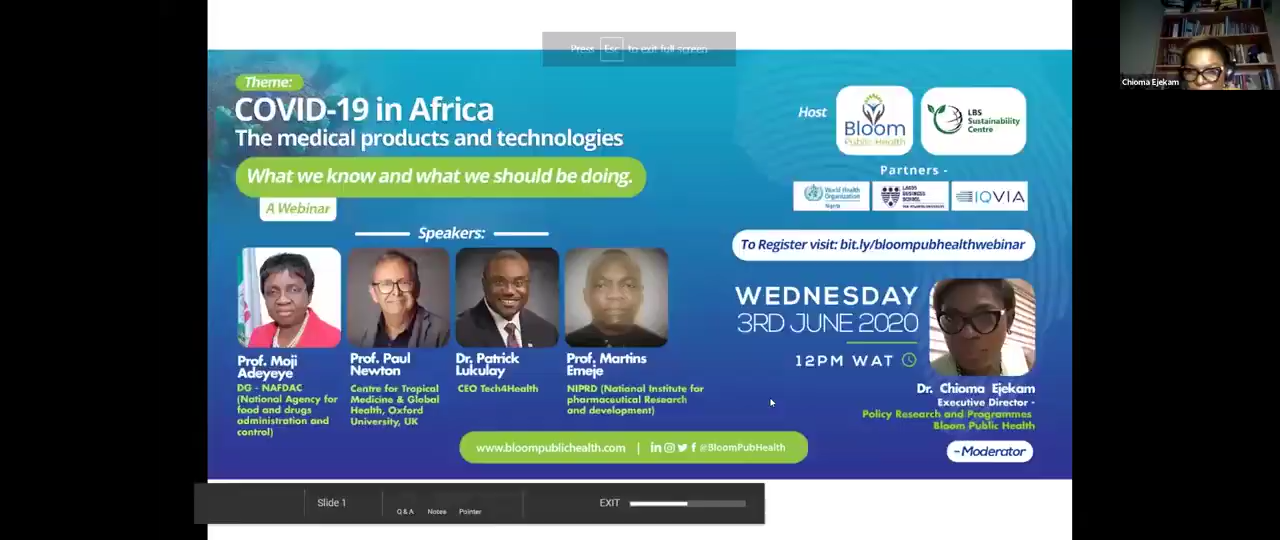 Press Esc to exit full screen
Chioma Ejekam
Theme:
COVID-19 in Africa
The medical products and technologies
What we know and what we should be doing.
A Webinar
Host
Bloom
Public Health
LBS
Sustainability
Centre
Partners -
World Health
Organization
Nigeria
LAGOS
BUSINESS
SCHOOL
IQVIA
Speakers:
To Register visit: bit.ly/bloompubhealthwebinar
Prof. Moji
Adeyeye
DG - NAFDAC
(National Agency for
food and drugs
administration and
control)
Prof. Paul
Newton
Centre for Tropical
Medicine & Global
Health, Oxford
University, UK
Dr. Patrick
Lukulay
CEO Tech4Health
Prof. Martins
Emeje
NIPRD (National Institute for
pharmaceutical Research
and development)
WEDNESDAY
3RD JUNE 2020
12PM WAT
Dr. Chioma Ejekam
Executive Director -
Policy Research and Programmes
Bloom Public Health
- Moderator
www.bloompublichealth.com | in f @BloomPubHealth
Slide 1
Q & A Notes Pointer
EXIT